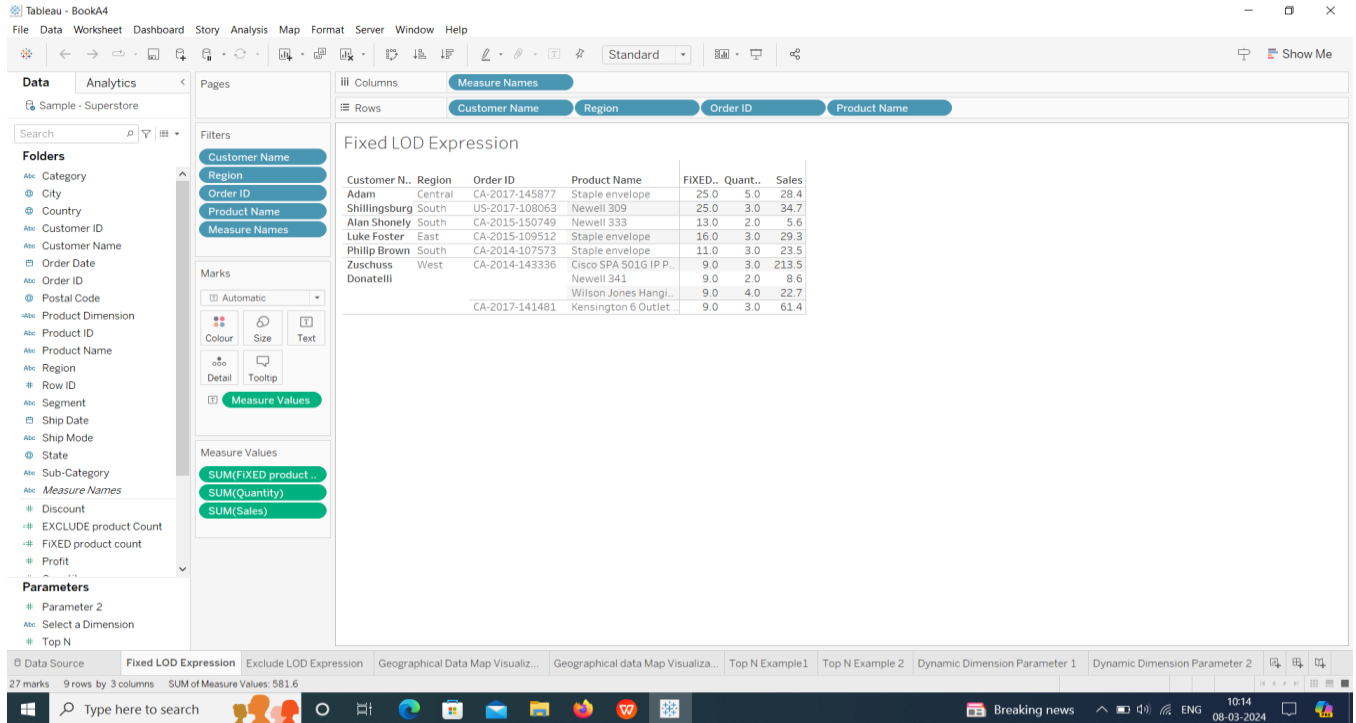 Tableau - BookA4
File Data Worksheet Dashboard Story Analysis Map Format Server Window Help
Standard
Show Me
Data Analytics
Sample - Superstore
Search
Folders
Abc Category
City
Country
Abc Customer ID
Abc Customer Name
Order Date
Abc Order ID
Postal Code
Abc Product Dimension
Abc Product ID
Abc Product Name
Abc Region
# Row ID
Abc Segment
Ship Date
Abc Ship Mode
State
Abc Sub-Category
Abc Measure Names
# Discount
# EXCLUDE product Count
# FiXED product count
# Profit
Parameters
# Parameter 2
Abc Select a Dimension
# Top N
Pages
Filters
Customer Name
Region
Order ID
Product Name
Measure Names
Marks
Automatic
Colour Size Text
Detail Tooltip
Measure Values
Measure Values
SUM(FiXED product ..
SUM(Quantity)
SUM(Sales)
Columns Measure Names
Rows Customer Name Region Order ID Product Name
Fixed LOD Expression
Customer N.. Region Order ID Product Name FiXED.. Quant.. Sales
Adam Central CA-2017-145877 Staple envelope 25.0 5.0 28.4
Shillingsburg South US-2017-108063 Newell 309 25.0 3.0 34.7
Alan Shonely South CA-2015-150749 Newell 333 13.0 2.0 5.6
Luke Foster East CA-2015-109512 Staple envelope 16.0 3.0 29.3
Philip Brown South CA-2014-107573 Staple envelope 11.0 3.0 23.5
Zuschuss West CA-2014-143336 Cisco SPA 501G IP P.. 9.0 3.0 213.5
Donatelli Newell 341 9.0 2.0 8.6
Wilson Jones Hangi.. 9.0 4.0 22.7
CA-2017-141481 Kensington 6 Outlet .. 9.0 3.0 61.4
Data Source Fixed LOD Expression Exclude LOD Expression Geographical Data Map Visualiz... Geographical data Map Visualiza... Top N Example1 Top N Example 2 Dynamic Dimension Parameter 1 Dynamic Dimension Parameter 2
27 marks 9 rows by 3 columns SUM of Measure Values: 581.6
Type here to search
Breaking news
ENG
10:14
08-03-2024